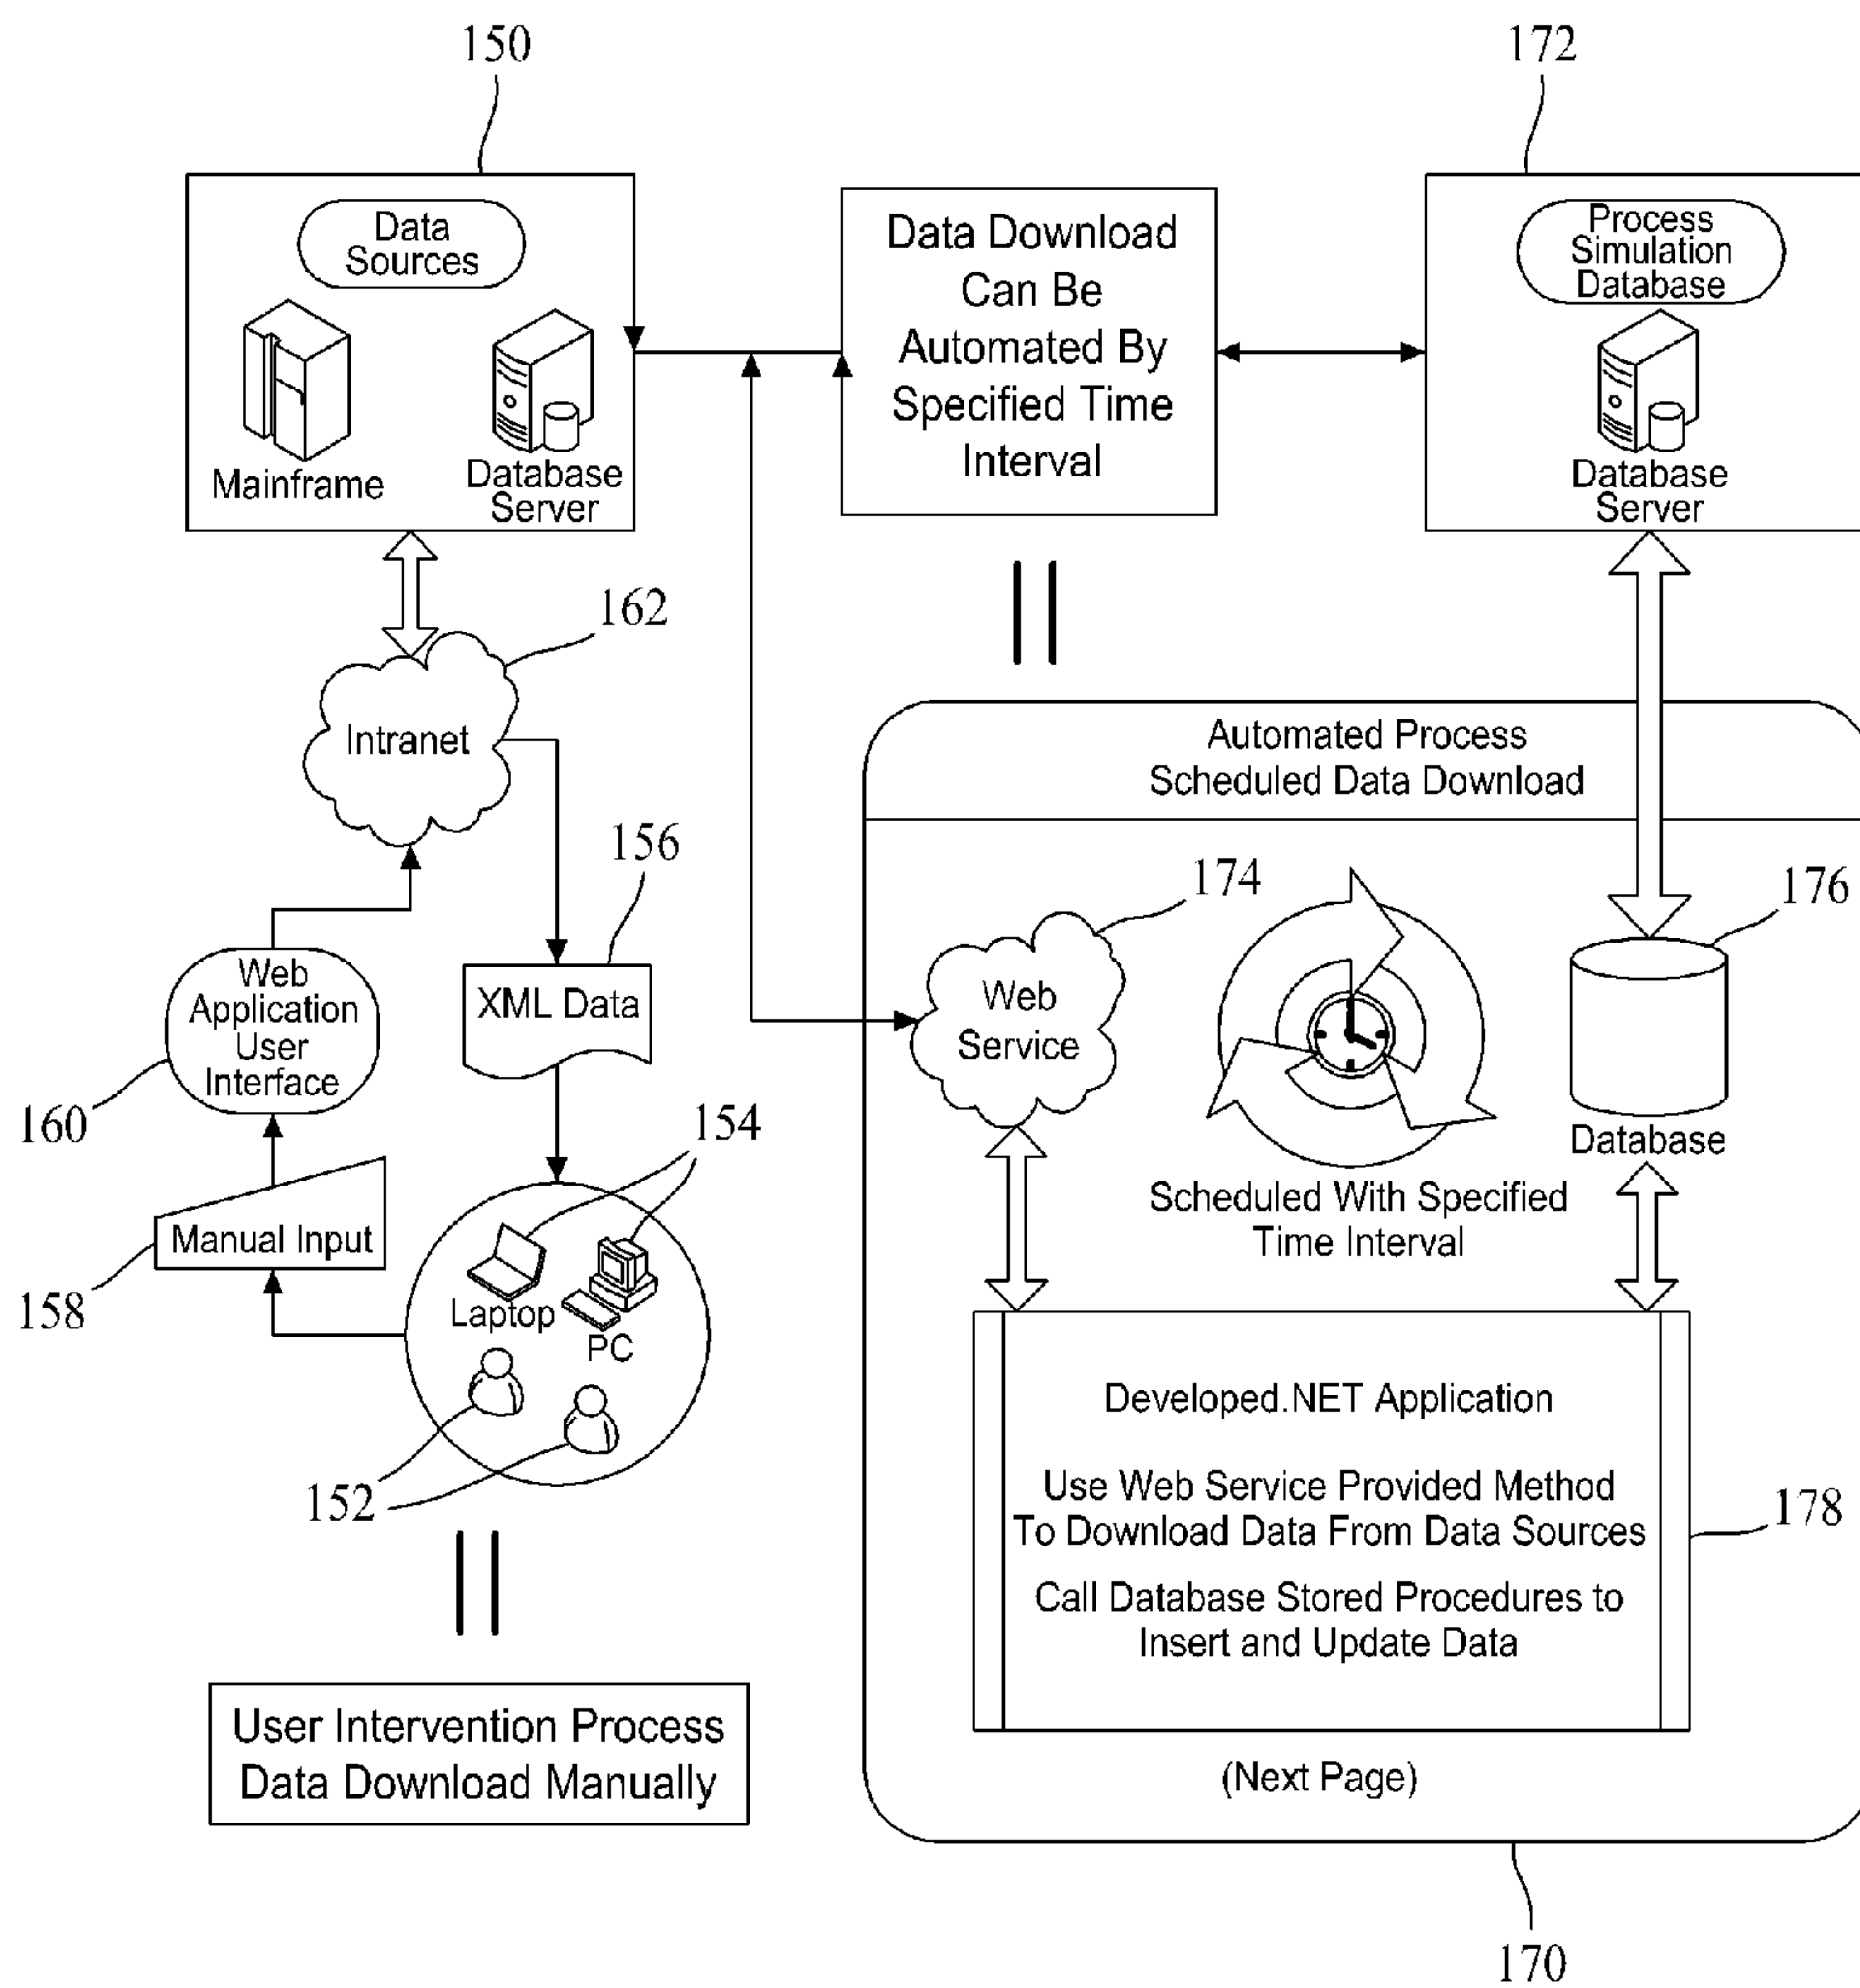 150
172
Data
Sources
Mainframe
Database
Server
Data Download
Can Be
Automated By
Specified Time
Interval
Process
Simulation
Database
Database
Server
162
Intranet
156
XML Data
Web
Application
User
Interface
160
Manual Input
158
154
Laptop
PC
152
User Intervention Process
Data Download Manually
Automated Process
Scheduled Data Download
174
Web
Service
176
Database
Scheduled With Specified
Time Interval
Developed.NET Application
Use Web Service Provided Method
To Download Data From Data Sources
Call Database Stored Procedures to
Insert and Update Data
178
(Next Page)
170